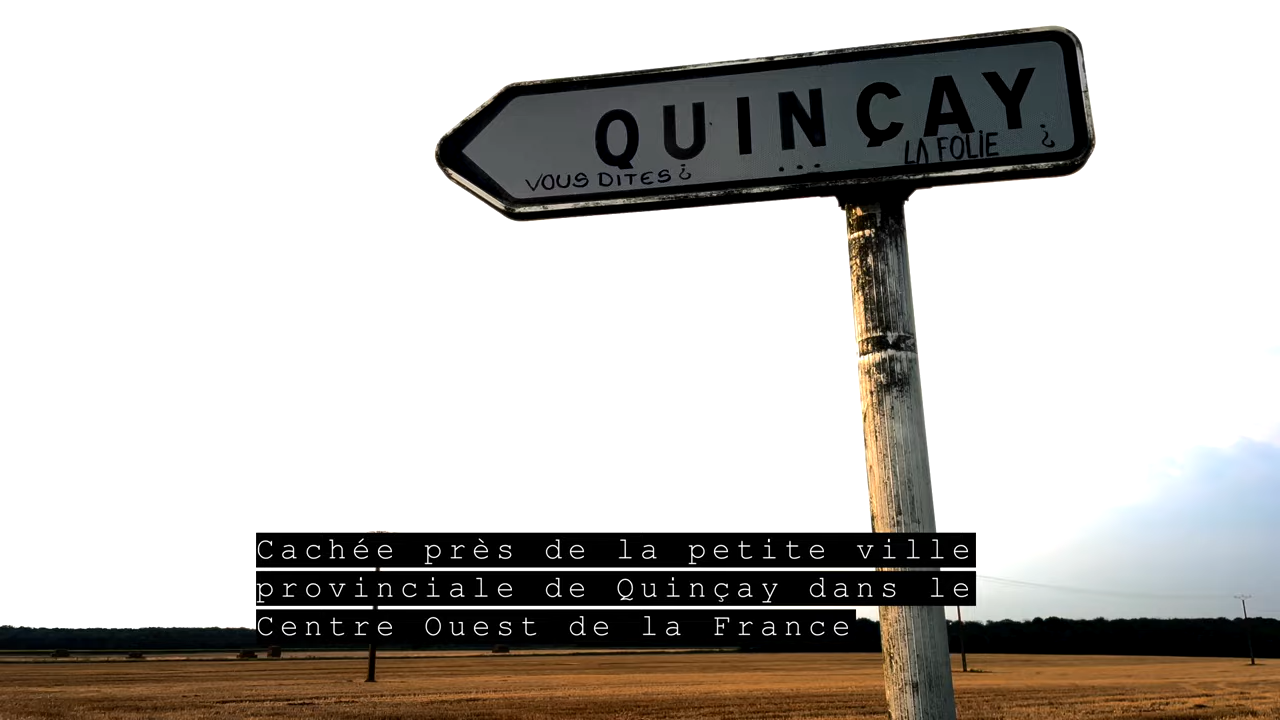 QUINÇAY
VOUS DITES ¿ ... LA FOLIE ¿
Cachée près de la petite ville
provinciale de Quinçay dans le
Centre Ouest de la France